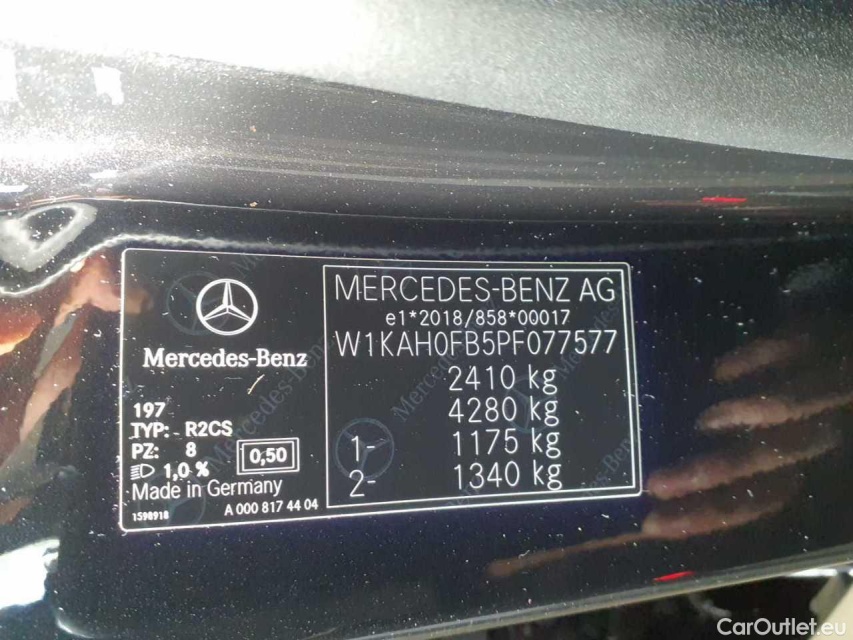 Mercedes-Benz
197
TYP: R2CS
PZ: 8
1,0 %
0,50
Made in Germany
1598918
A 000 817 44 04
MERCEDES-BENZ AG
e1*2018/858*00017
W1KAH0FB5PF077577
2410 kg
4280 kg
1- 1175 kg
2- 1340 kg
CarOutlet.eu